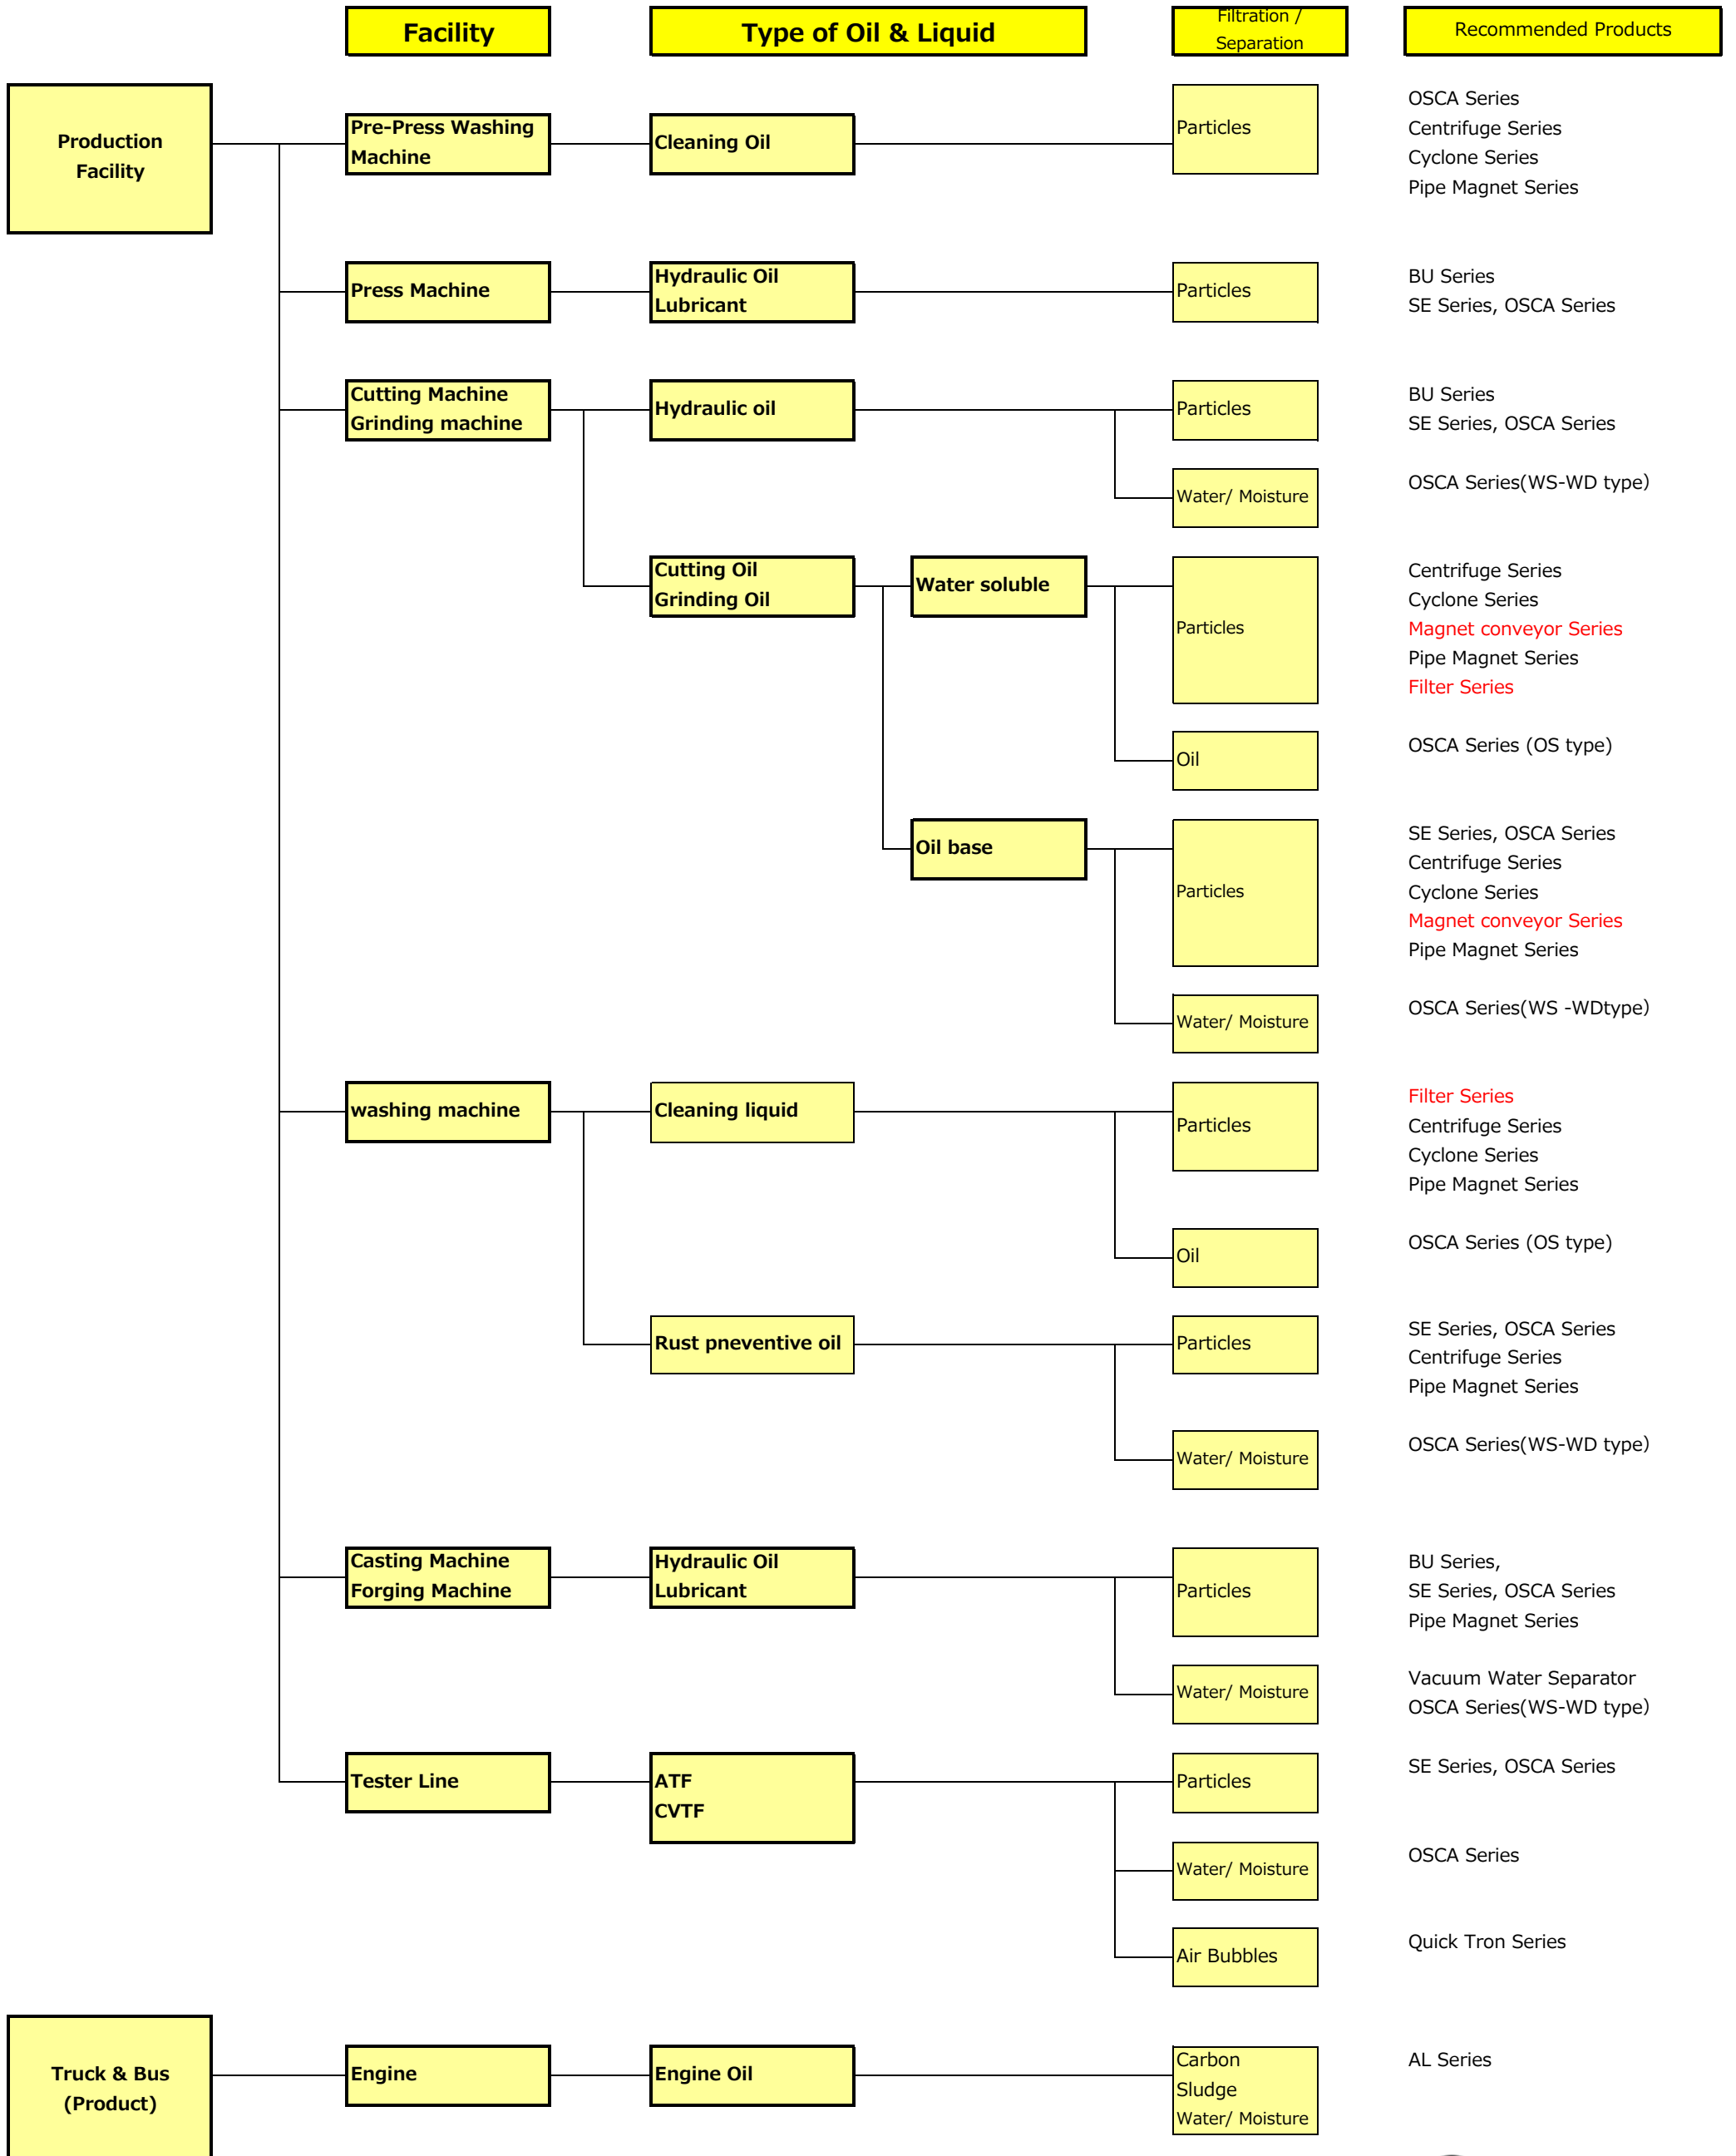 Facility
Type of Oil & Liquid
Filtration /
Separation
Recommended Products
Production
Facility
Pre-Press Washing
Machine
Cleaning Oil
Particles
OSCA Series
Centrifuge Series
Cyclone Series
Pipe Magnet Series
Press Machine
Hydraulic Oil
Lubricant
Particles
BU Series
SE Series, OSCA Series
Cutting Machine
Grinding machine
Hydraulic oil
Particles
BU Series
SE Series, OSCA Series
Water/ Moisture
OSCA Series(WS-WD type）
Cutting Oil
Grinding Oil
Water soluble
Particles
Centrifuge Series
Cyclone Series
Magnet conveyor Series
Pipe Magnet Series
Filter Series
Oil
OSCA Series (OS type)
Oil base
Particles
SE Series, OSCA Series
Centrifuge Series
Cyclone Series
Magnet conveyor Series
Pipe Magnet Series
Water/ Moisture
OSCA Series(WS -WDtype）
washing machine
Cleaning liquid
Particles
Filter Series
Centrifuge Series
Cyclone Series
Pipe Magnet Series
Oil
OSCA Series (OS type)
Rust pneventive oil
Particles
SE Series, OSCA Series
Centrifuge Series
Pipe Magnet Series
Water/ Moisture
OSCA Series(WS-WD type）
Casting Machine
Forging Machine
Hydraulic Oil
Lubricant
Particles
BU Series,
SE Series, OSCA Series
Pipe Magnet Series
Water/ Moisture
Vacuum Water Separator
OSCA Series(WS-WD type）
Tester Line
ATF
CVTF
Particles
SE Series, OSCA Series
Water/ Moisture
OSCA Series
Air Bubbles
Quick Tron Series
Truck & Bus
(Product)
Engine
Engine Oil
Carbon
Sludge
Water/ Moisture
AL Series